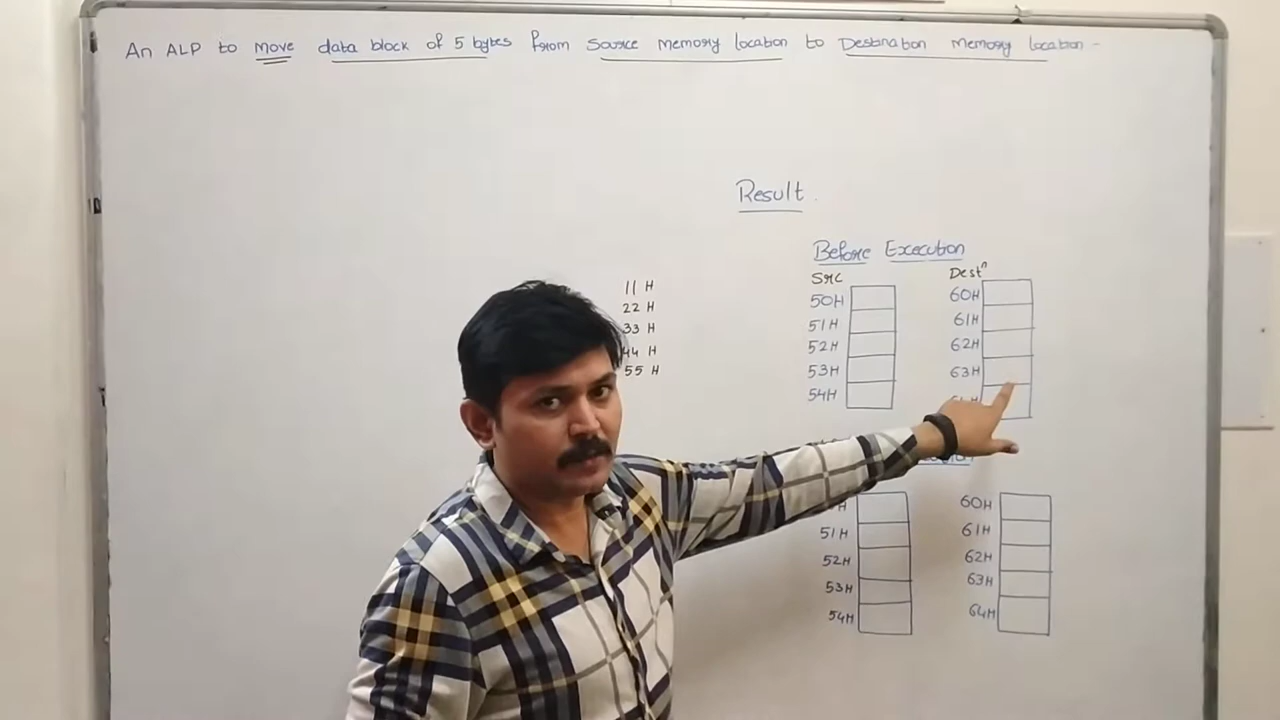 An ALP to move data block of 5 bytes from Source memory location to Destination memory location -
Result.
Before Execution
Src Destⁿ
11 H
22 H
33 H
44 H
55 H
50H 60H
51H 61H
52H 62H
53H 63H
54H
60H
51H 61H
52H 62H
53H 63H
54H 64H